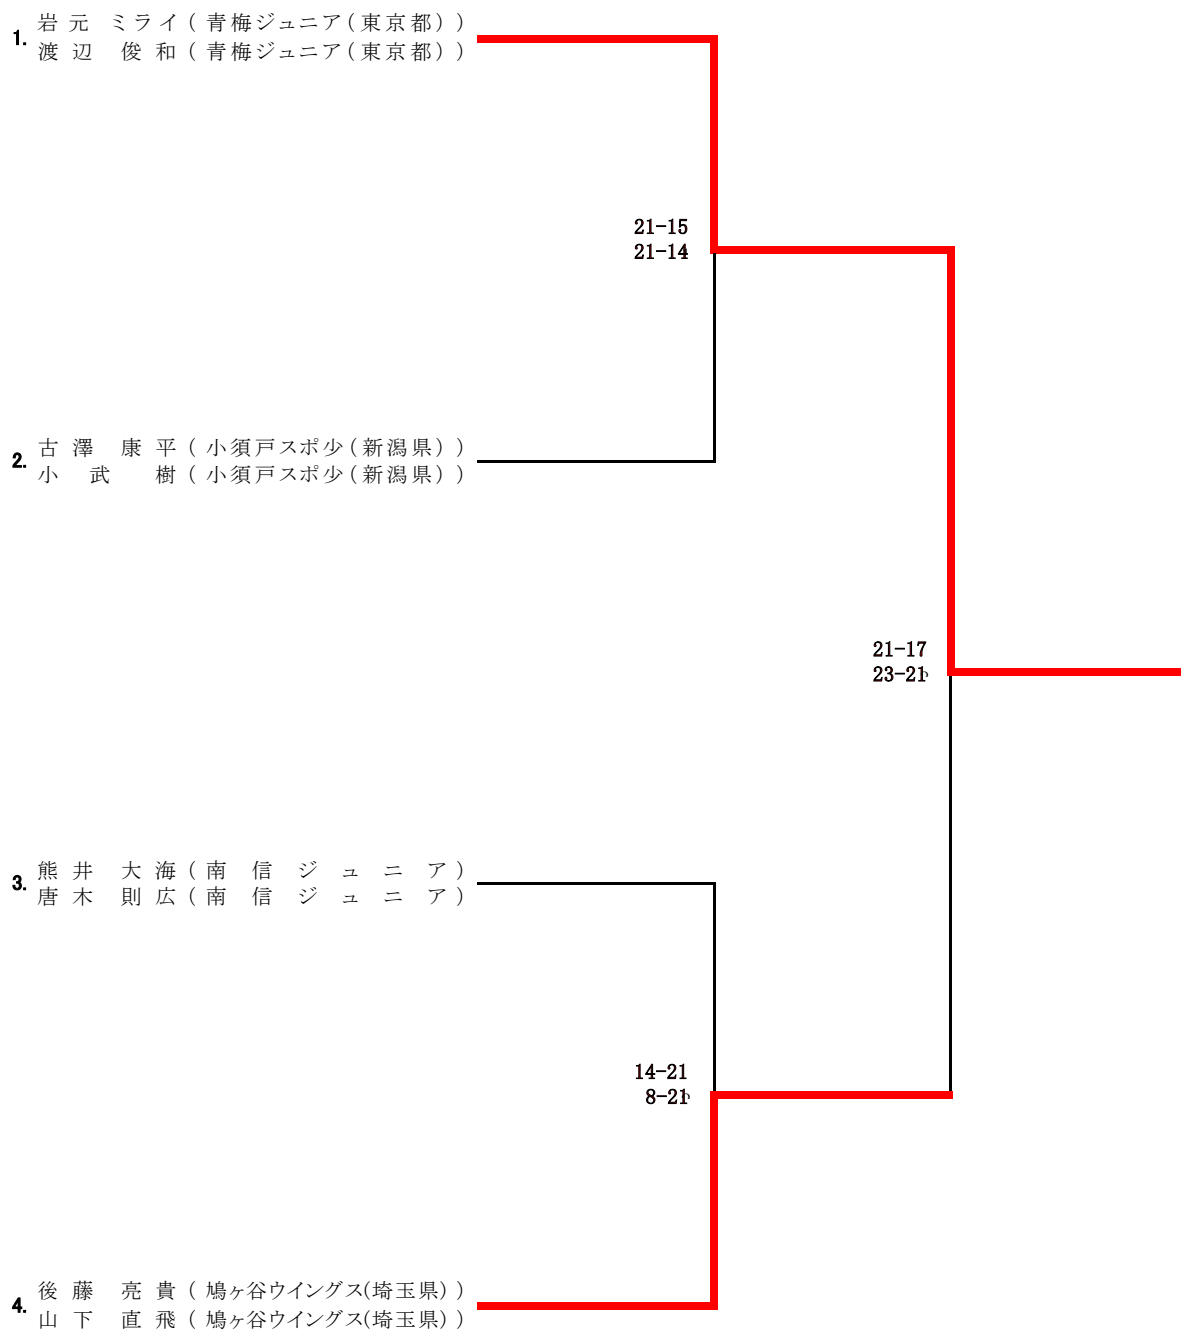 岩元 ミライ(青梅ジュニア(東京都))
1.
渡辺 俊和(青梅ジュニア(東京都))
21-15
21-14
古澤 康平(小須戸スポ少(新潟県))
2.
小武 樹(小須戸スポ少(新潟県))
21-17
23-21
熊井 大海(南信ジュニア)
3.
唐木 則広(南信ジュニア)
14-21
8-21
後藤 亮貴(鳩ヶ谷ウイングス(埼玉県))
4.
山下 直飛(鳩ヶ谷ウイングス(埼玉県))